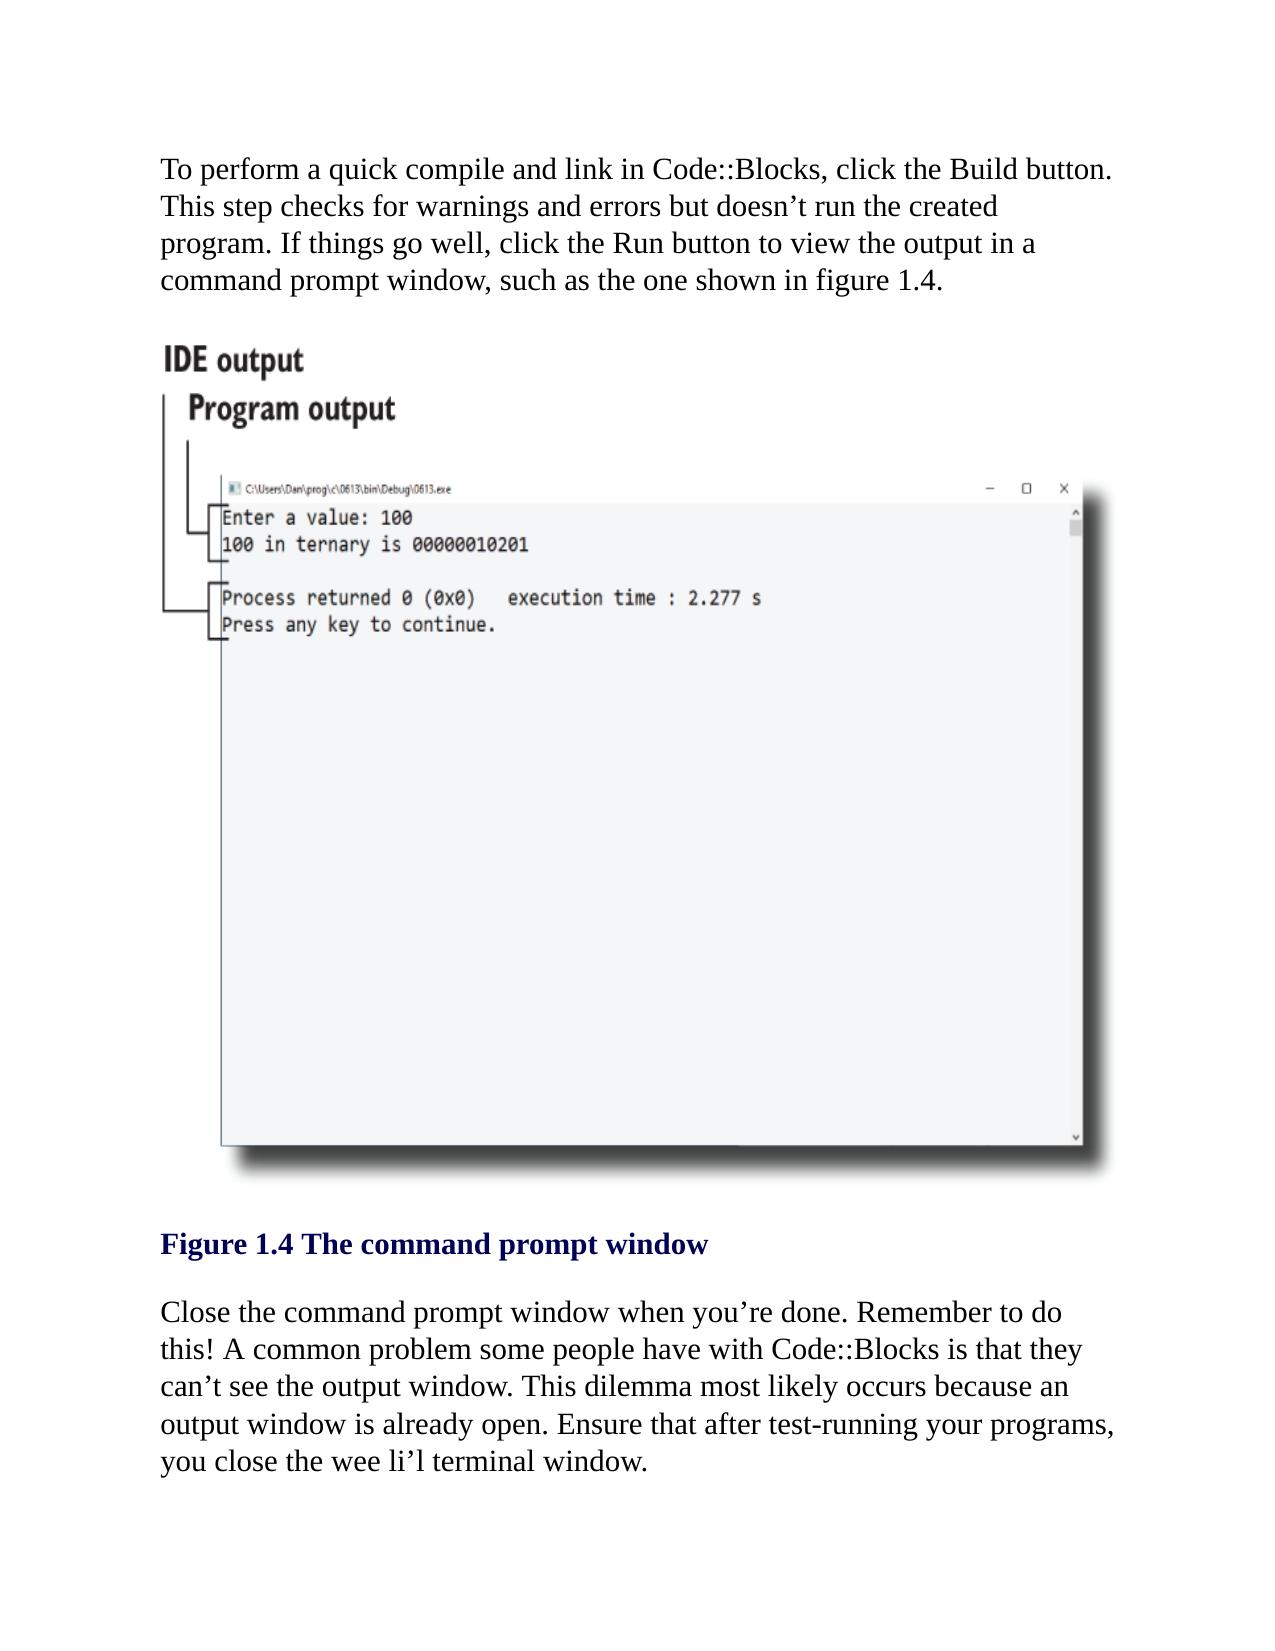 To perform a quick compile and link in Code::Blocks, click the Build button.
This step checks for warnings and errors but doesn’t run the created
program. If things go well, click the Run button to view the output in a
command prompt window, such as the one shown in figure 1.4.
IDE output
Program output
C:\Users\Dan\prog\c\0613\bin\Debug\0613.exe
Enter a value: 100
100 in ternary is 00000010201
Process returned 0 (0x0)   execution time : 2.277 s
Press any key to continue.
Figure 1.4 The command prompt window
Close the command prompt window when you’re done. Remember to do
this! A common problem some people have with Code::Blocks is that they
can’t see the output window. This dilemma most likely occurs because an
output window is already open. Ensure that after test-running your programs,
you close the wee li’l terminal window.